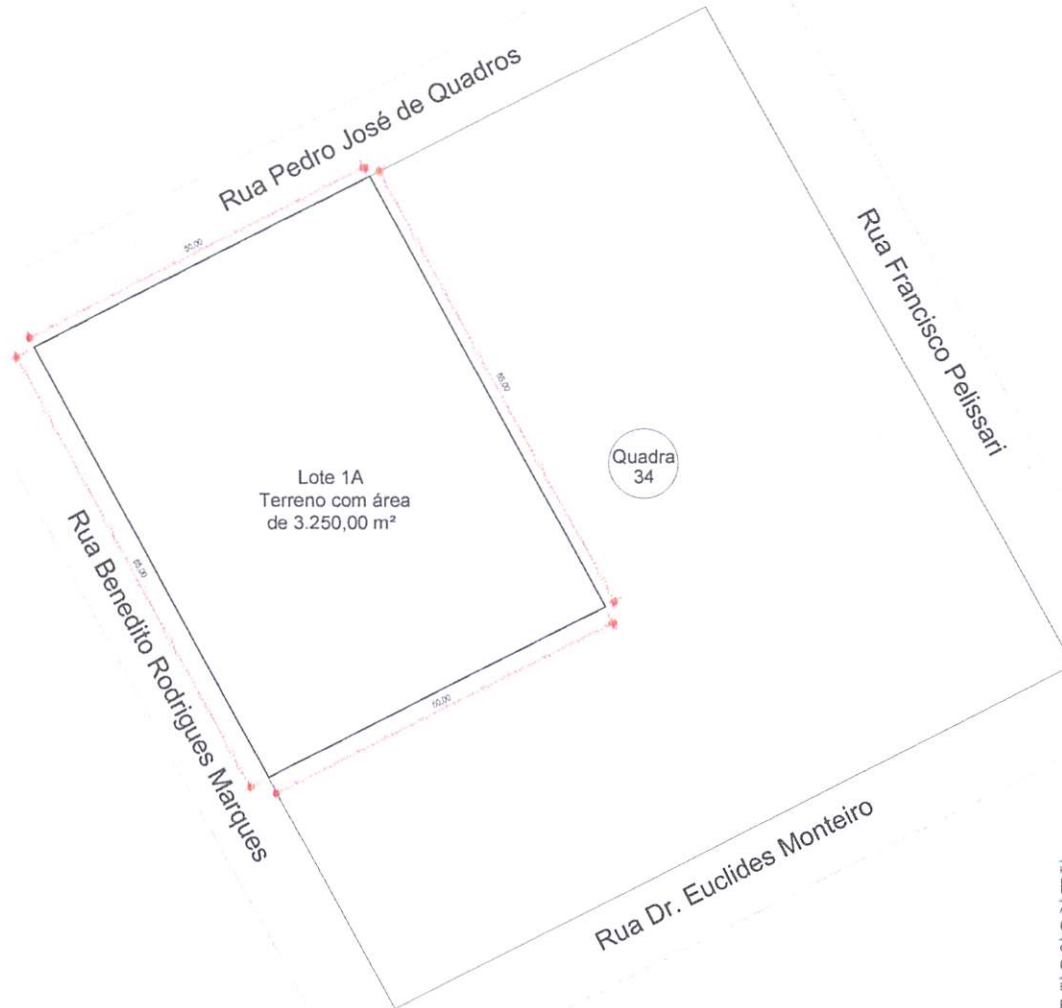 Rua Pedro José de Quadros
50,00
Rua Francisco Pelissari
65,00
Quadra
34
Lote 1A
Terreno com área
de 3.250,00 m²
Rua Benedito Rodrigues Marques
65,00
50,00
Rua Dr. Euclides Monteiro